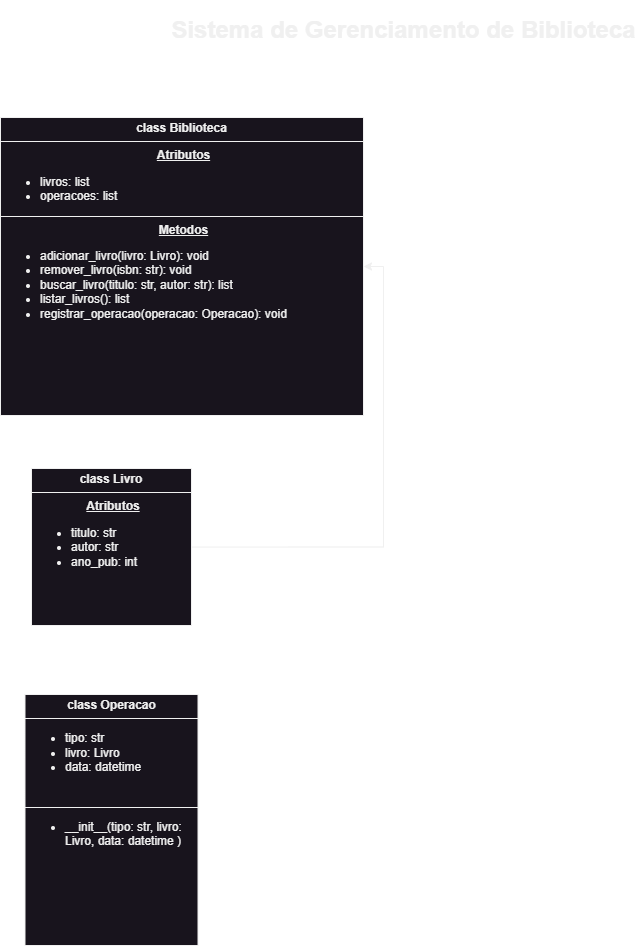 Sistema de Gerenciamento de Biblioteca
class Biblioteca
Atributos
livros: list
operacoes: list
Metodos
adicionar_livro(livro: Livro): void
remover_livro(isbn: str): void
buscar_livro(titulo: str, autor: str): list
listar_livros(): list
registrar_operacao(operacao: Operacao): void
class Livro
Atributos
titulo: str
autor: str
ano_pub: int
class Operacao
tipo: str
livro: Livro
data: datetime
__init__(tipo: str, livro:
Livro, data: datetime )